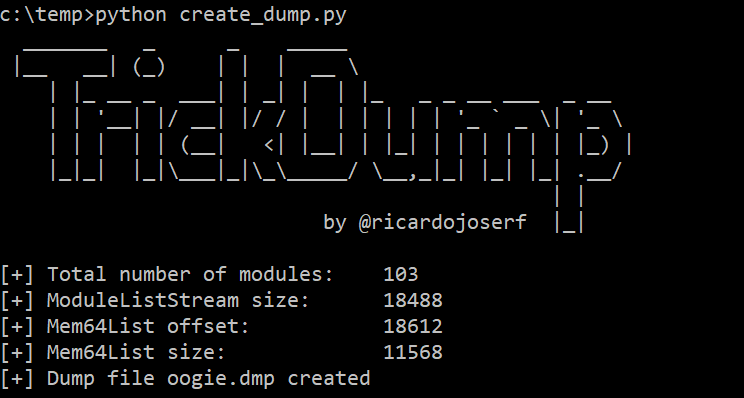 c:\temp>python create_dump.py
TrickDump
by @ricardojoserf
[+] Total number of modules: 103
[+] ModuleListStream size: 18488
[+] Mem64List offset: 18612
[+] Mem64List size: 11568
[+] Dump file oogie.dmp created